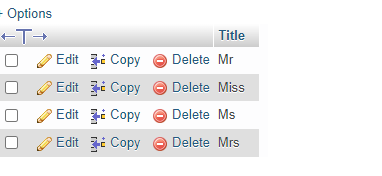 + Options
←T→ Title
Edit Copy Delete Mr
Edit Copy Delete Miss
Edit Copy Delete Ms
Edit Copy Delete Mrs